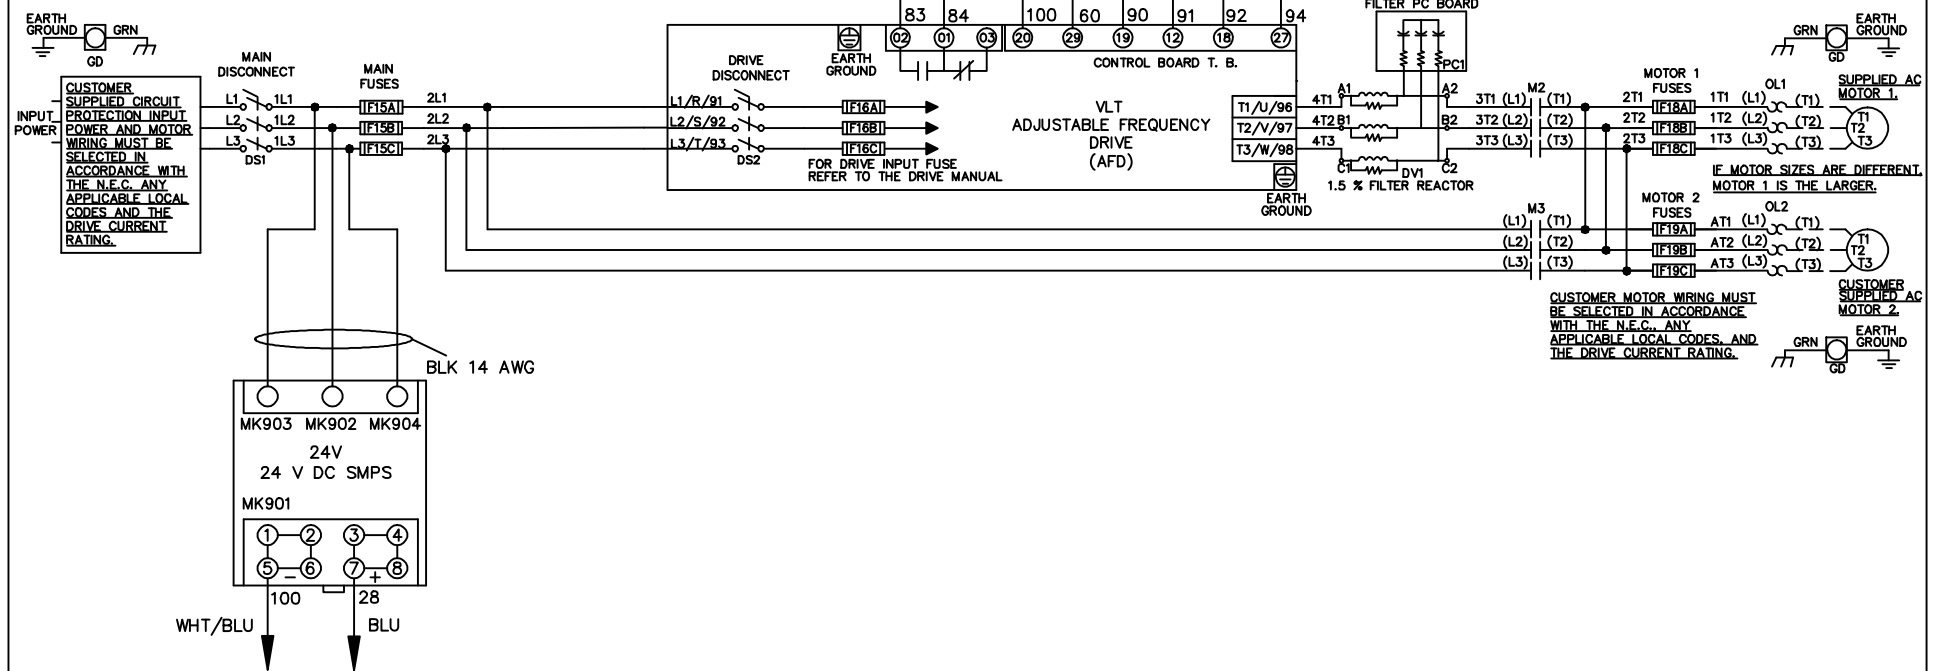 83
84
100
60
90
91
92
94
FILTER PC BOARD
02
01
03
20
29
19
12
18
27
CONTROL BOARD T. B.
PC1
EARTH
GROUND
GRN
GD
INPUT
POWER
CUSTOMER
SUPPLIED CIRCUIT
PROTECTION INPUT
POWER AND MOTOR
WIRING MUST BE
SELECTED IN
ACCORDANCE WITH
THE N.E.C. ANY
APPLICABLE LOCAL
CODES AND THE
DRIVE CURRENT
RATING.
MAIN
DISCONNECT
L1
1L1
L2
1L2
L3
1L3
DS1
MAIN
FUSES
F15A
F15B
F15C
2L1
2L2
2L3
L1/R/91
L2/S/92
L3/T/93
DRIVE
DISCONNECT
DS2
EARTH
GROUND
F16A
F16B
F16C
FOR DRIVE INPUT FUSE
REFER TO THE DRIVE MANUAL
VLT
ADJUSTABLE FREQUENCY
DRIVE
(AFD)
T1/U/96
T2/V/97
T3/W/98
EARTH
GROUND
4T1
4T2
4T3
A1
A2
B1
B2
C1
C2
DV1
1.5 % FILTER REACTOR
M2
3T1 (L1) (T1)
3T2 (L2) (T2)
3T3 (L3) (T3)
2T1
2T2
2T3
MOTOR 1
FUSES
F18A
F18B
F18C
OL1
1T1 (L1) (T1)
1T2 (L2) (T2)
1T3 (L3) (T3)
T1
T2
T3
GRN
GD
EARTH
GROUND
SUPPLIED AC
MOTOR 1.
IF MOTOR SIZES ARE DIFFERENT,
MOTOR 1 IS THE LARGER.
M3
(L1) (T1)
(L2) (T2)
(L3) (T3)
MOTOR 2
FUSES
F19A
F19B
F19C
OL2
AT1 (L1) (T1)
AT2 (L2) (T2)
AT3 (L3) (T3)
T1
T2
T3
CUSTOMER
SUPPLIED AC
MOTOR 2.
CUSTOMER MOTOR WIRING MUST
BE SELECTED IN ACCORDANCE
WITH THE N.E.C., ANY
APPLICABLE LOCAL CODES, AND
THE DRIVE CURRENT RATING.
GRN
GD
EARTH
GROUND
BLK 14 AWG
MK903 MK902 MK904
24V
24 V DC SMPS
MK901
1
2
3
4
5
6
7
8
−
+
100
28
WHT/BLU
BLU